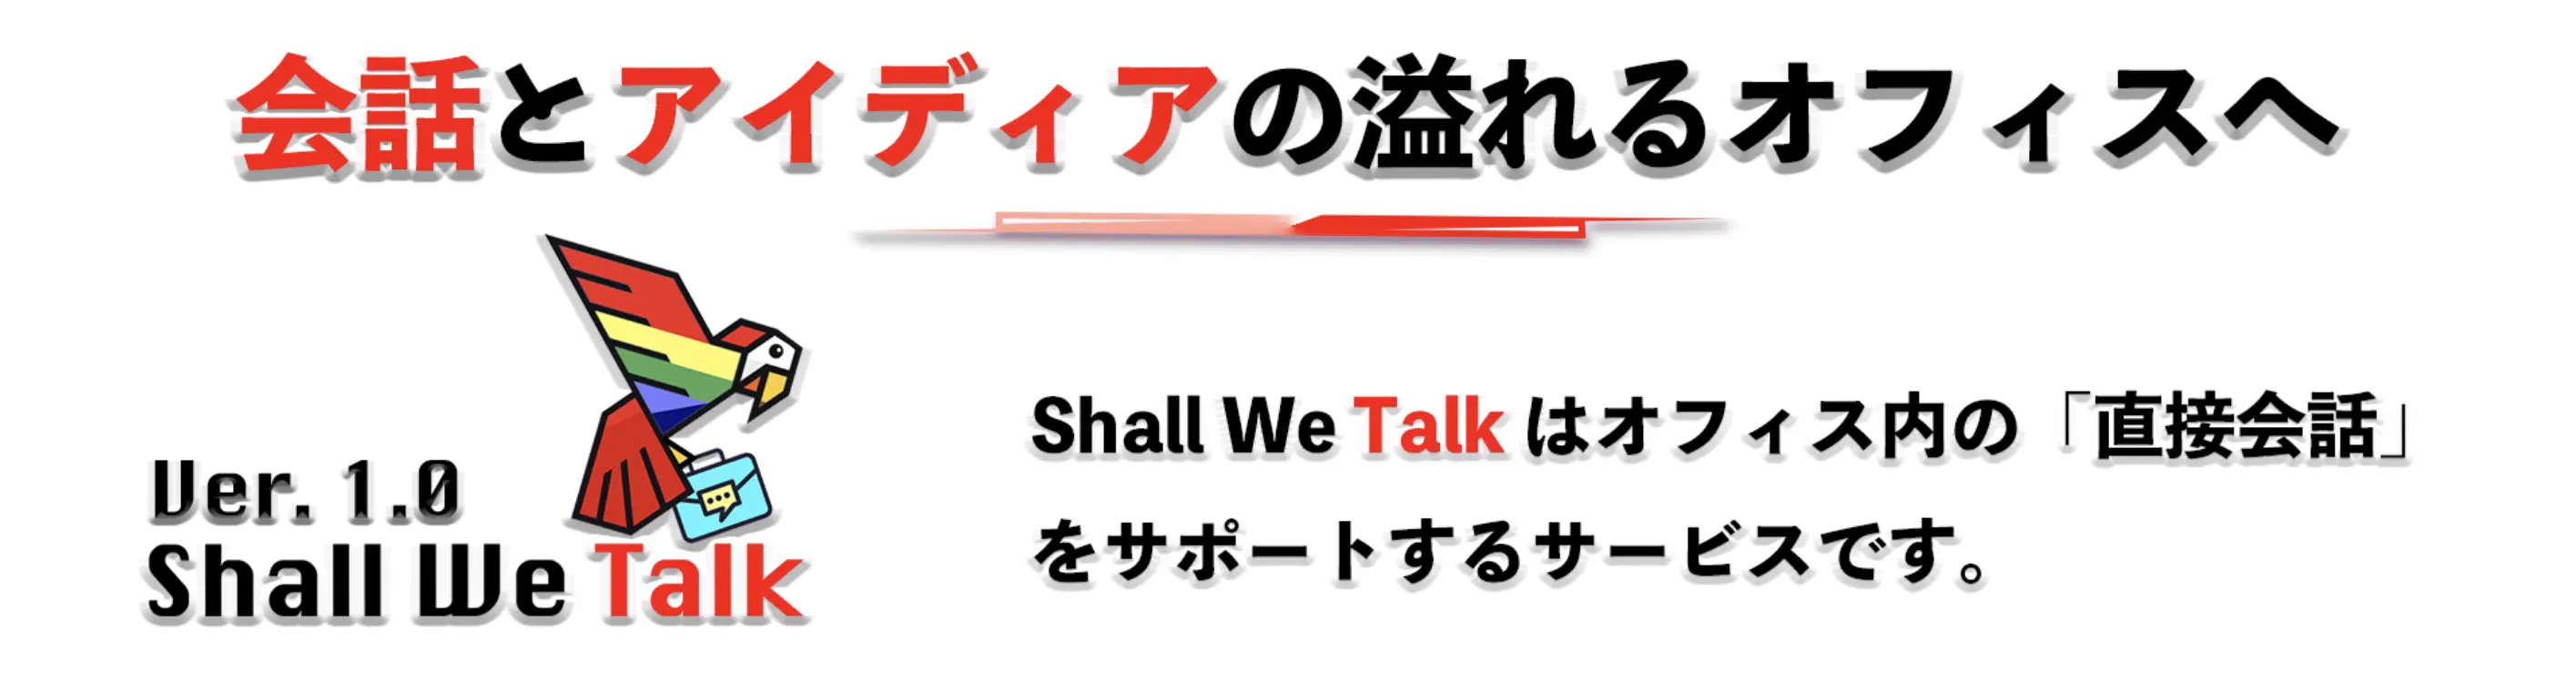 会話とアイディアの溢れるオフィスへ
Ver. 1.0
Shall We Talk
Shall We Talk はオフィス内の「直接会話」
をサポートするサービスです。